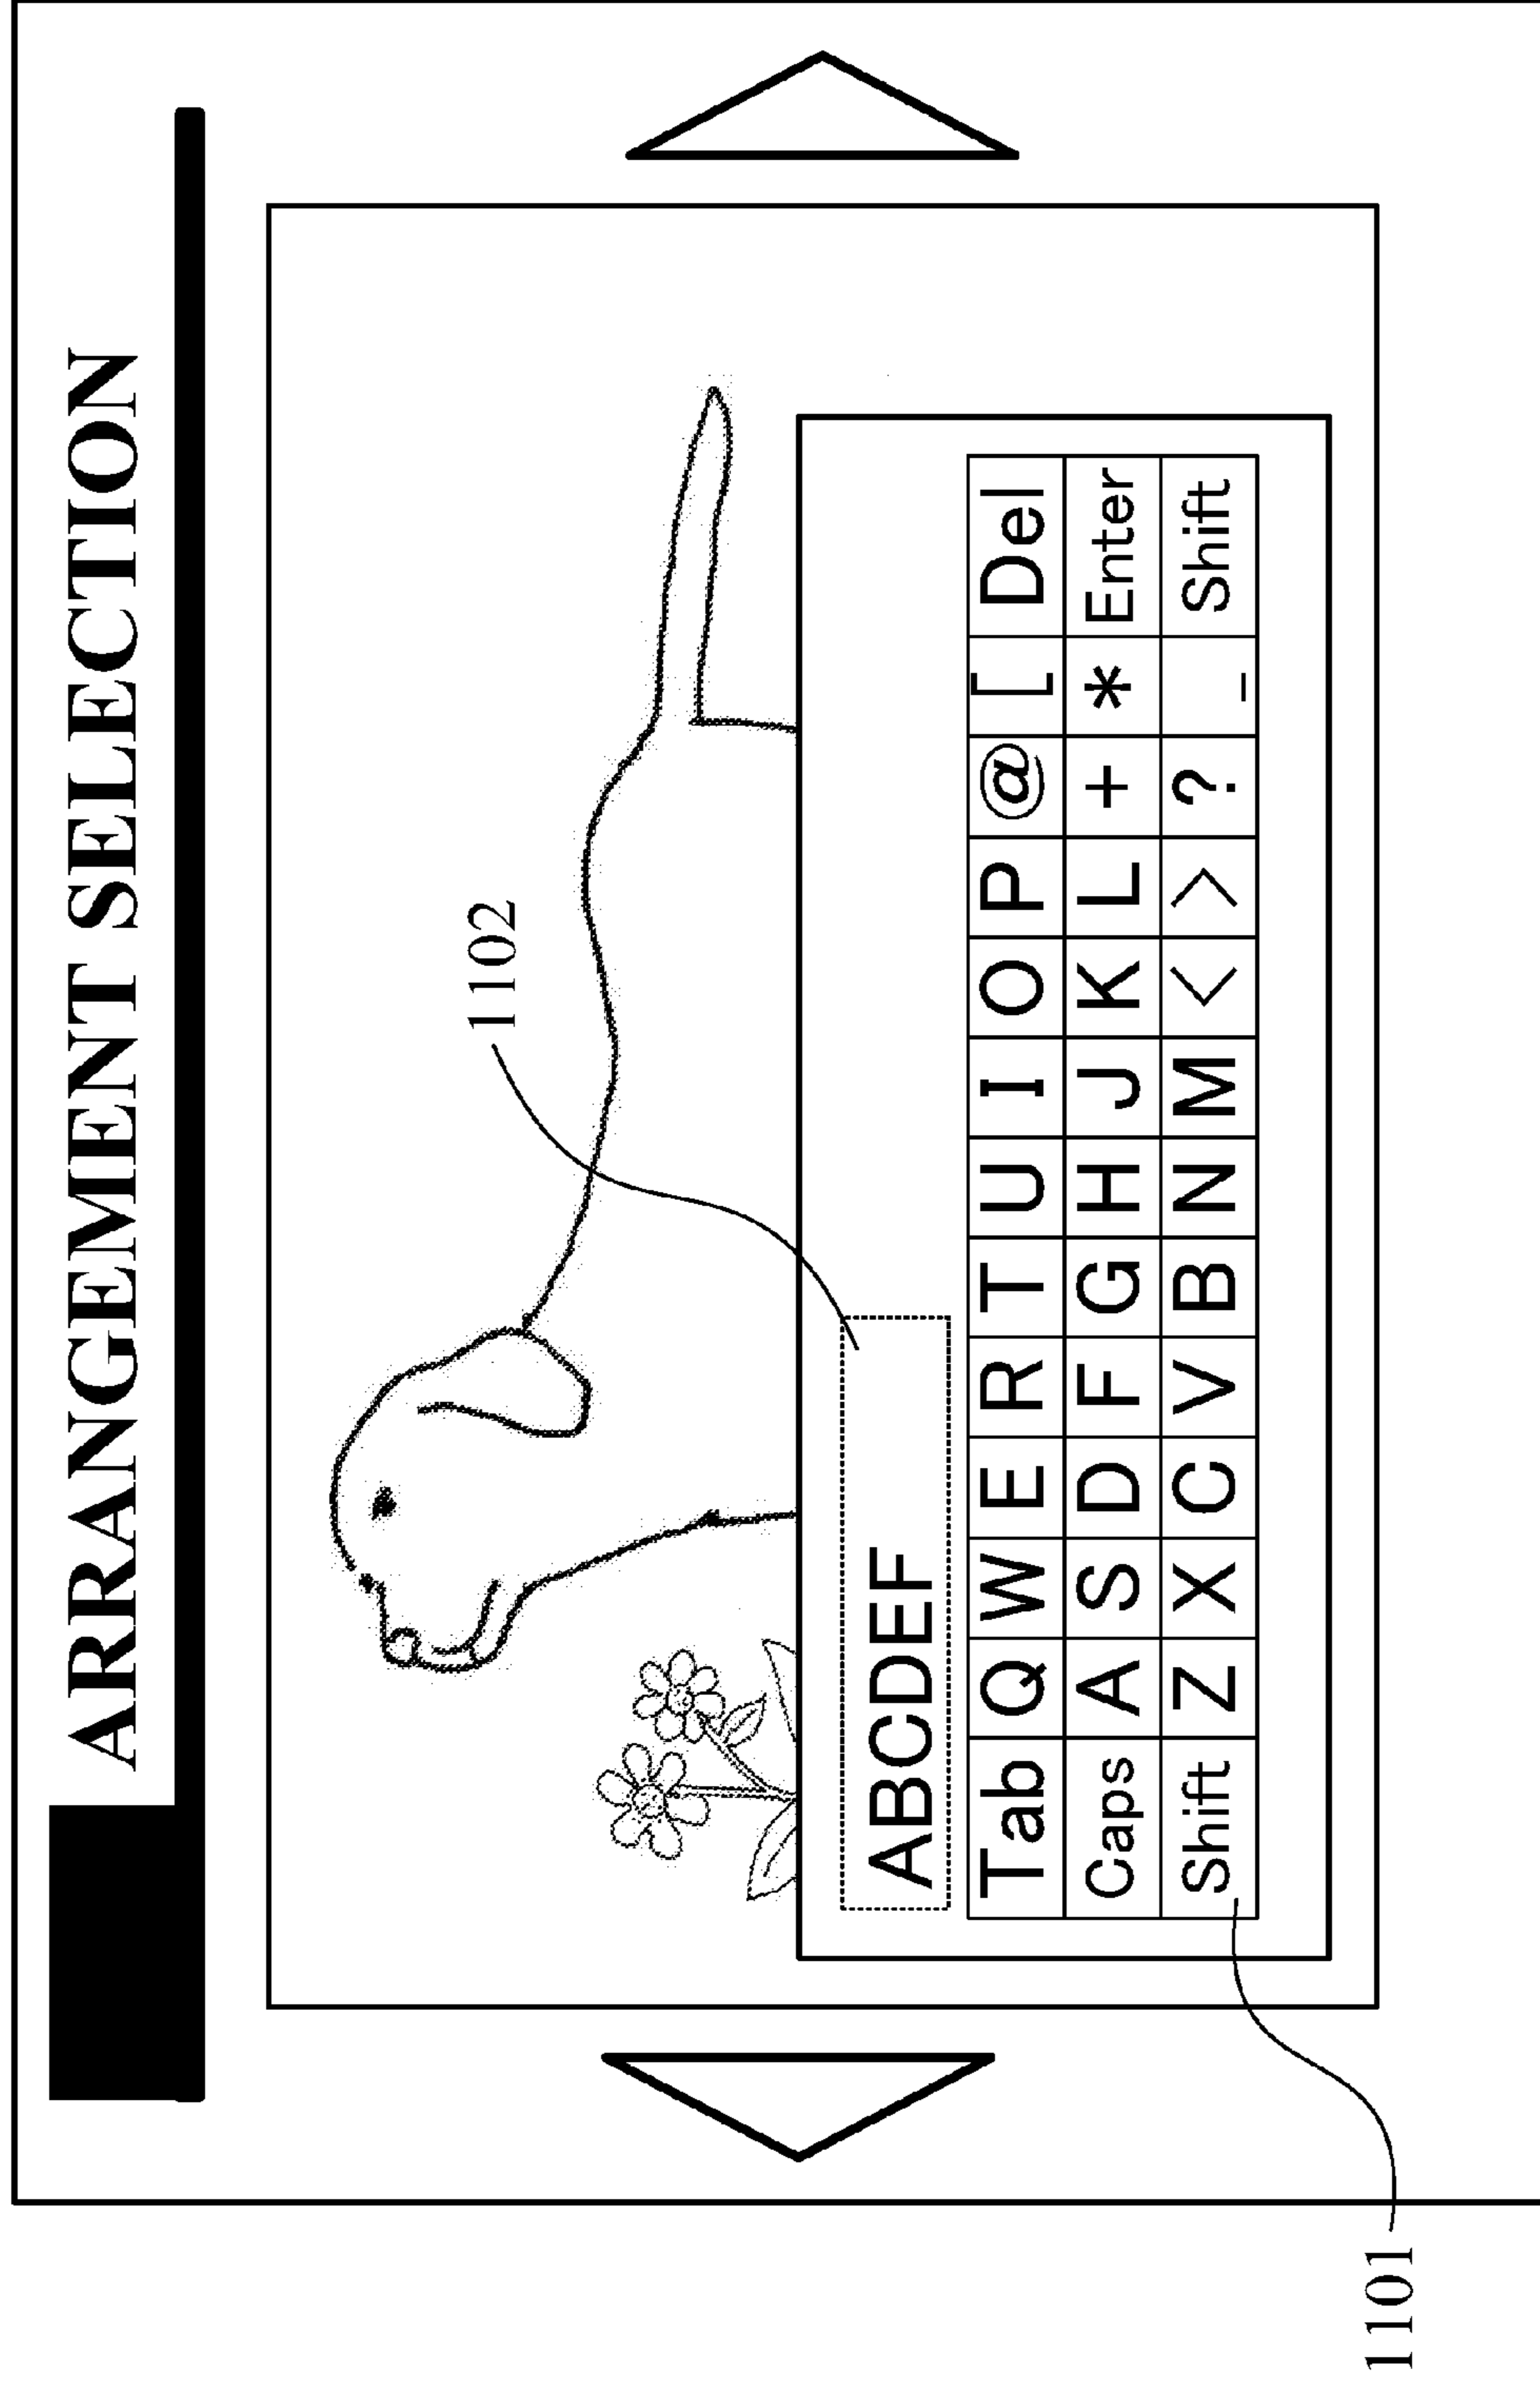 ARRANGEMENT SELECTION
1102
ABCDEF
Tab Q W E R T U I O P @ [ Del
Caps A S D F G H J K L + * Enter
Shift Z X C V B N M < > ? _ Shift
1101